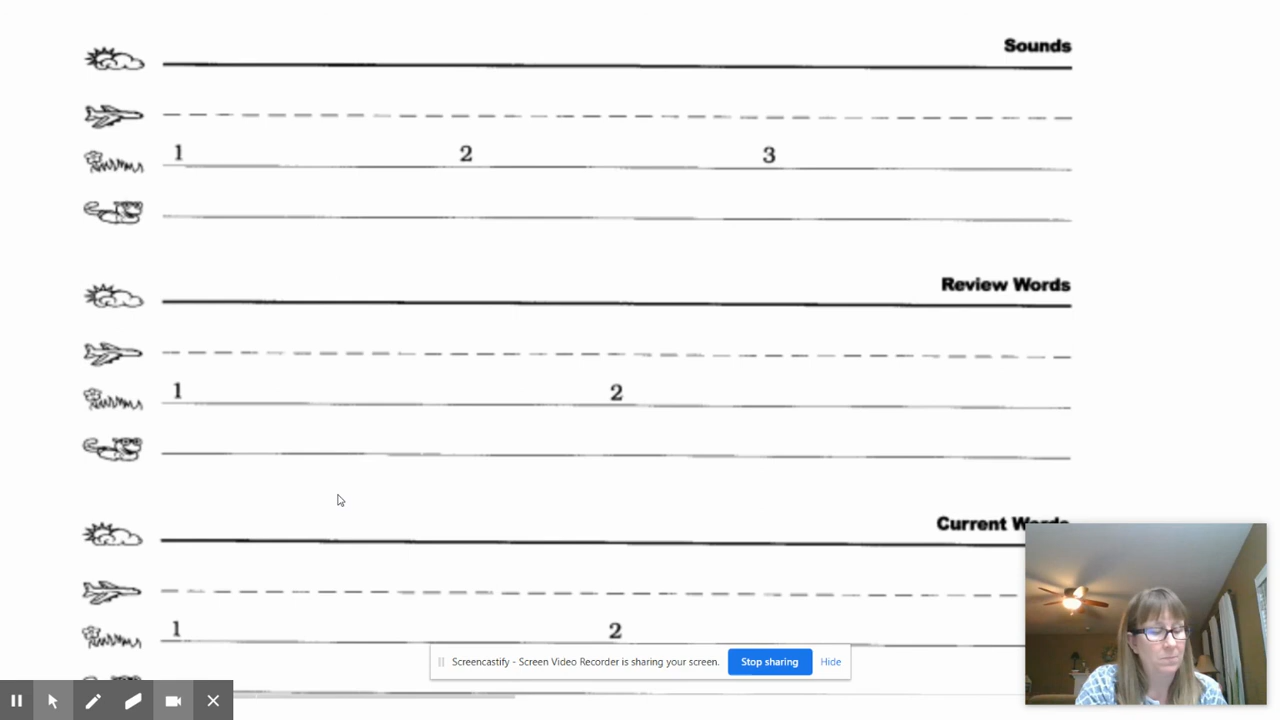 Sounds
1 2 3
Review Words
1 2
Current Words
1 2
Screencastify - Screen Video Recorder is sharing your screen. Stop sharing Hide